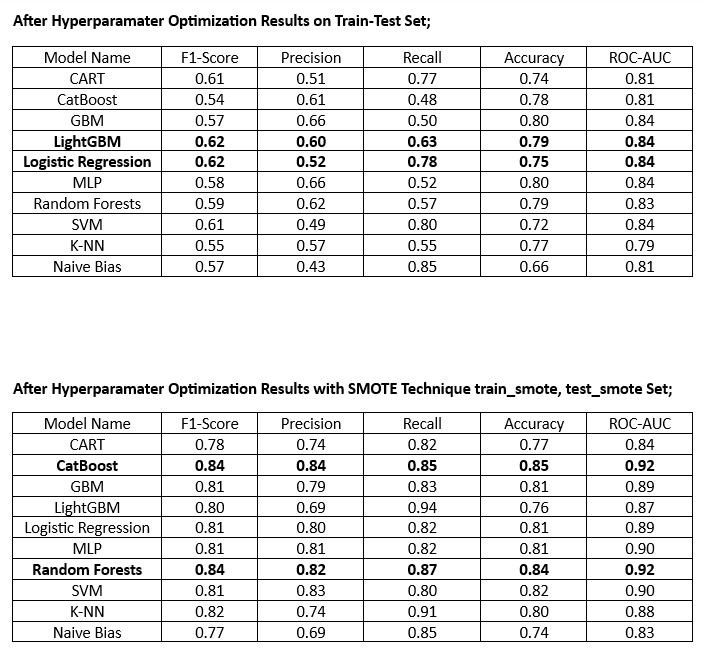 After Hyperparamater Optimization Results on Train-Test Set;
Model Name F1-Score Precision Recall Accuracy ROC-AUC
CART 0.61 0.51 0.77 0.74 0.81
CatBoost 0.54 0.61 0.48 0.78 0.81
GBM 0.57 0.66 0.50 0.80 0.84
LightGBM 0.62 0.60 0.63 0.79 0.84
Logistic Regression 0.62 0.52 0.78 0.75 0.84
MLP 0.58 0.66 0.52 0.80 0.84
Random Forests 0.59 0.62 0.57 0.79 0.83
SVM 0.61 0.49 0.80 0.72 0.84
K-NN 0.55 0.57 0.55 0.77 0.79
Naive Bias 0.57 0.43 0.85 0.66 0.81
After Hyperparamater Optimization Results with SMOTE Technique train_smote, test_smote Set;
Model Name F1-Score Precision Recall Accuracy ROC-AUC
CART 0.78 0.74 0.82 0.77 0.84
CatBoost 0.84 0.84 0.85 0.85 0.92
GBM 0.81 0.79 0.83 0.81 0.89
LightGBM 0.80 0.69 0.94 0.76 0.87
Logistic Regression 0.81 0.80 0.82 0.81 0.89
MLP 0.81 0.81 0.82 0.81 0.90
Random Forests 0.84 0.82 0.87 0.84 0.92
SVM 0.81 0.83 0.80 0.82 0.90
K-NN 0.82 0.74 0.91 0.80 0.88
Naive Bias 0.77 0.69 0.85 0.74 0.83